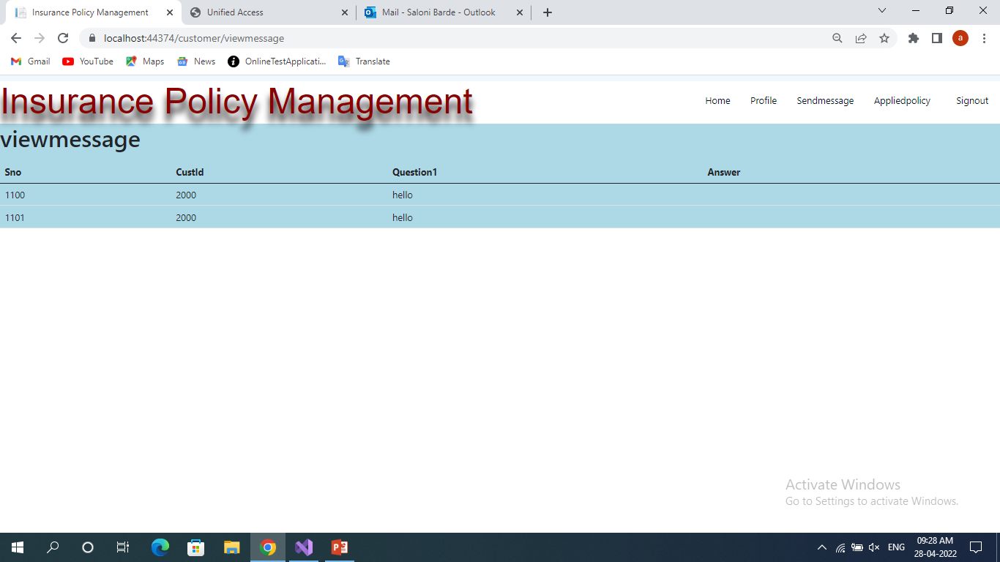 Insurance Policy Management
Unified Access
Mail - Saloni Barde - Outlook
localhost:44374/customer/viewmessage
a
Gmail
YouTube
Maps
News
OnlineTestApplicati...
Translate
Insurance Policy Management
Home
Profile
Sendmessage
Appliedpolicy
Signout
viewmessage
Sno CustId Question1 Answer
1100 2000 hello
1101 2000 hello
Activate Windows
Go to Settings to activate Windows.
ENG
09:28 AM
28-04-2022